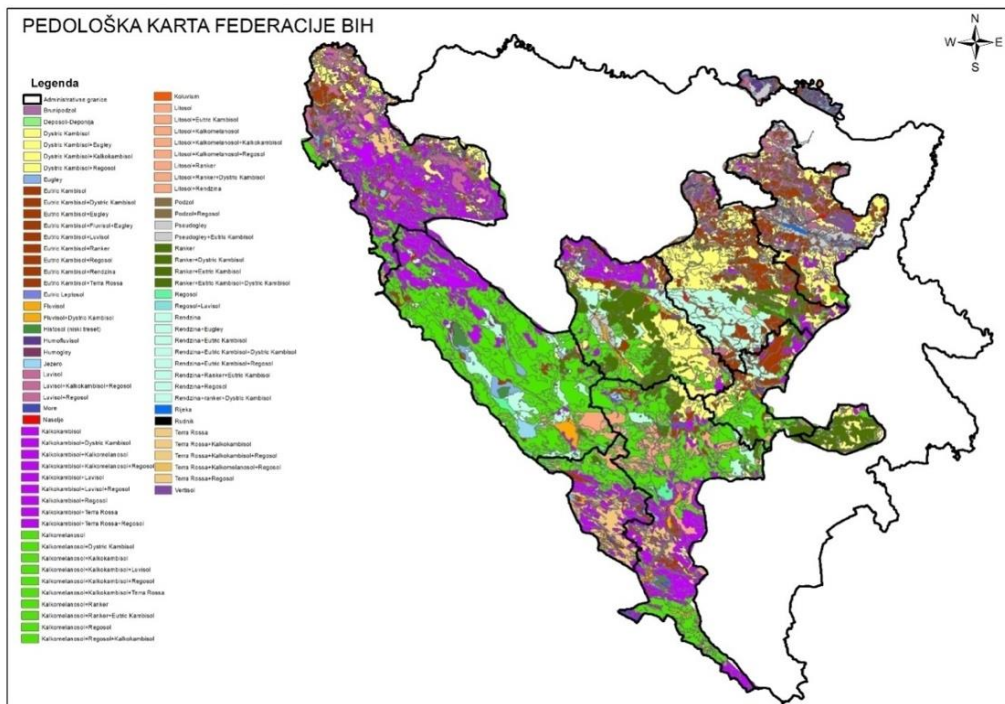 PEDOLOŠKA KARTA FEDERACIJE BIH
N
W E
S
Legenda
Administrativne granice
Brunipodzol
Deposoli-Deponija
Dystric Kambisol
Dystric Kambisol+Eugley
Dystric Kambisol+Kalkokambisol
Dystric Kambisol+Regosol
Eugley
Eutric Kambisol
Eutric Kambisol+Dystric Kambisol
Eutric Kambisol+Eugley
Eutric Kambisol+Fluvisol+Eugley
Eutric Kambisol+Luvisol
Eutric Kambisol+Ranker
Eutric Kambisol+Regosol
Eutric Kambisol+Rendzina
Eutric Kambisol+Terra Rossa
Eutric Leptosol
Fluvisol
Fluvisol+Dystric Kambisol
Histosol (niski treset)
Humofluvisol
Humogley
Jezero
Luvisol
Luvisol+Kalkokambisol+Regosol
Luvisol+Regosol
More
Naselje
Kalkokambisol
Kalkokambisol+Dystric Kambisol
Kalkokambisol+Kalkomelanosol
Kalkokambisol+Kalkomelanosol+Regosol
Kalkokambisol+Luvisol
Kalkokambisol+Luvisol+Regosol
Kalkokambisol+Regosol
Kalkokambisol+Terra Rossa
Kalkokambisol+Terra Rossa+Regosol
Kalkomelanosol
Kalkomelanosol+Dystric Kambisol
Kalkomelanosol+Kalkokambisol
Kalkomelanosol+Kalkokambisol+Luvisol
Kalkomelanosol+Kalkokambisol+Regosol
Kalkomelanosol+Kalkokambisol+Terra Rossa
Kalkomelanosol+Ranker
Kalkomelanosol+Ranker+Eutric Kambisol
Kalkomelanosol+Regosol
Kalkomelanosol+Regosol+Kalkokambisol
Koluvium
Litosol
Litosol+Eutric Kambisol
Litosol+Kalkomelanosol
Litosol+Kalkomelanosol+Kalkokambisol
Litosol+Kalkomelanosol+Regosol
Litosol+Ranker
Litosol+Ranker+Dystric Kambisol
Litosol+Rendzina
Podzol
Podzol+Regosol
Pseudogley
Pseudogley+Eutric Kambisol
Ranker
Ranker+Dystric Kambisol
Ranker+Eutric Kambisol
Ranker+Eutric Kambisol+Dystric Kambisol
Regosol
Regosol+Luvisol
Rendzina
Rendzina+Eugley
Rendzina+Eutric Kambisol
Rendzina+Eutric Kambisol+Dystric Kambisol
Rendzina+Eutric Kambisol+Regosol
Rendzina+Ranker+Eutric Kambisol
Rendzina+Regosol
Rendzina+ranker+Dystric Kambisol
Rijeka
Rudnik
Terra Rossa
Terra Rossa+Kalkokambisol
Terra Rossa+Kalkokambisol+Regosol
Terra Rossa+Kalkomelanosol+Regosol
Terra Rossa+Regosol
Vertisol